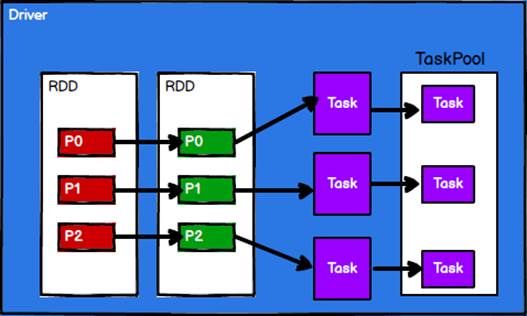 Driver
TaskPool
RDD
RDD
P0
P0
Task
Task
P1
P1
Task
Task
P2
P2
Task
Task